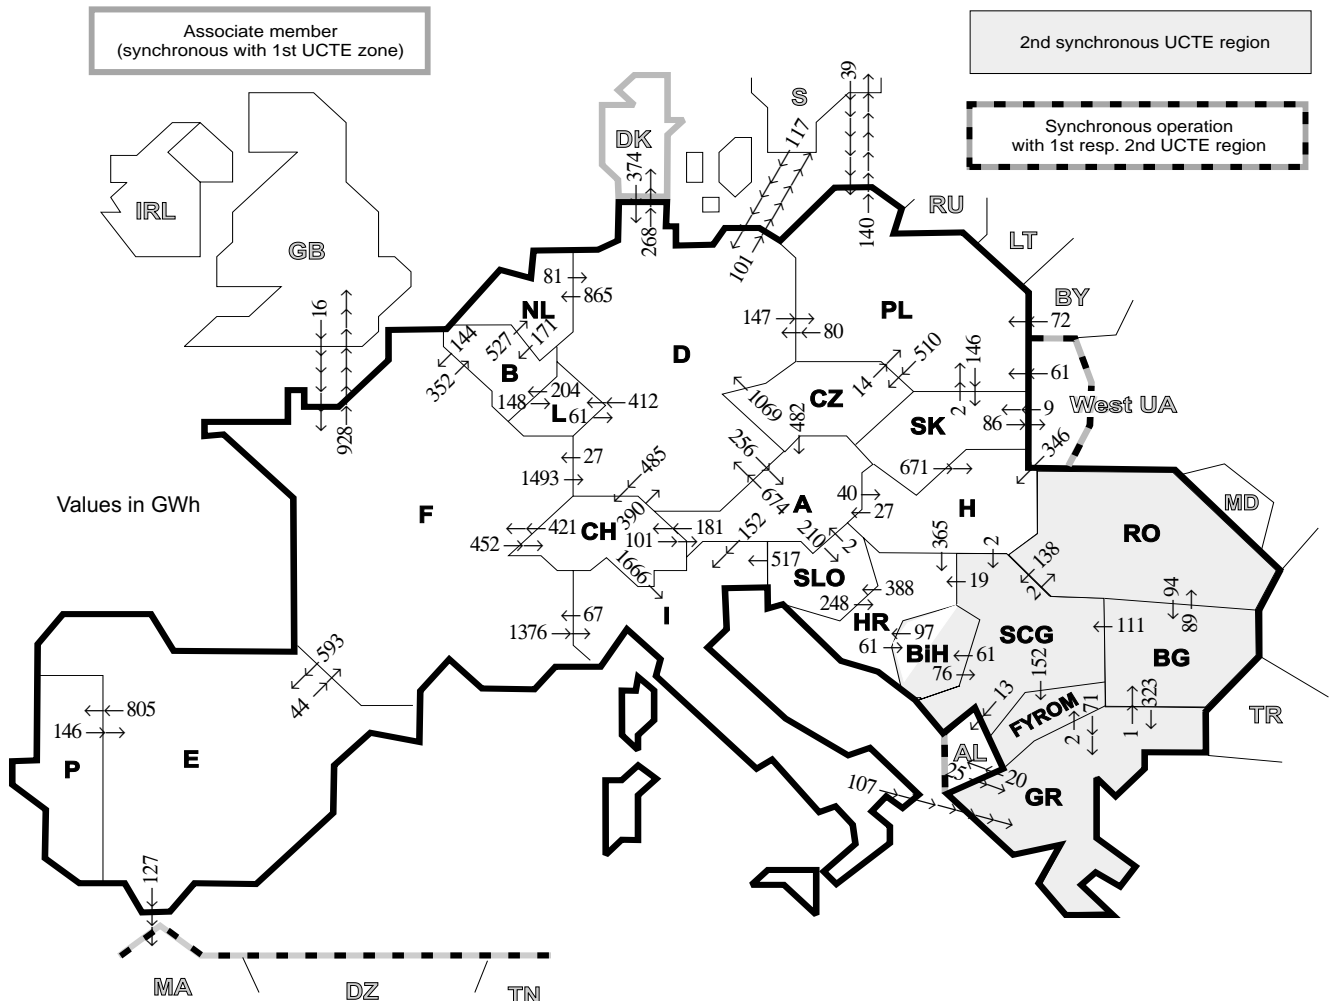 Associate member
(synchronous with 1st UCTE zone)
2nd synchronous UCTE region
Synchronous operation
with 1st resp. 2nd UCTE region
39
S
117
DK
374
268
101
140
RU
LT
BY
IRL
GB
16
928
81
865
NL
144
527
171
352
B
204
148
L
61
412
D
147
80
PL
510
14
146
2
72
61
9
86
West UA
346
1069
CZ
482
SK
671
27
1493
485
390
256
674
A
40
27
H
Values in GWh
F
421
452
CH
181
101
152
210
2
365
2
138
2
RO
MD
1666
517
SLO
388
248
19
94
89
I
67
1376
HR
97
61
BiH
61
76
SCG
111
BG
593
44
152
13
FYROM
71
2
323
1
TR
805
146
P
E
AL
25
20
GR
107
127
MA
DZ
TN